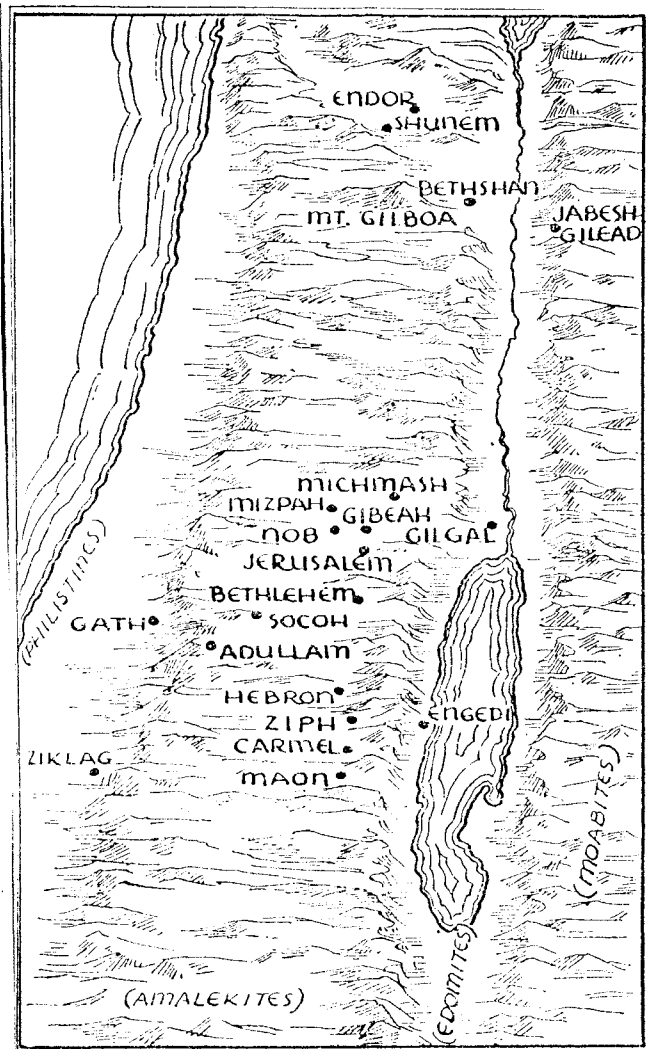 ENDOR
SHUNEM
BETHSHAN
MT. GILBOA
JABESH
GILEAD
MICHMASH
MIZPAH
GIBEAH
NOB
GILGAL
JERUSALEM
BETHLEHEM
SOCOH
GATH
(PHILISTINES)
ADULLAM
HEBRON
ZIPH
ENGEDI
CARMEL
ZIKLAG
MAON
(MOABITES)
(EDOMITES)
(AMALEKITES)